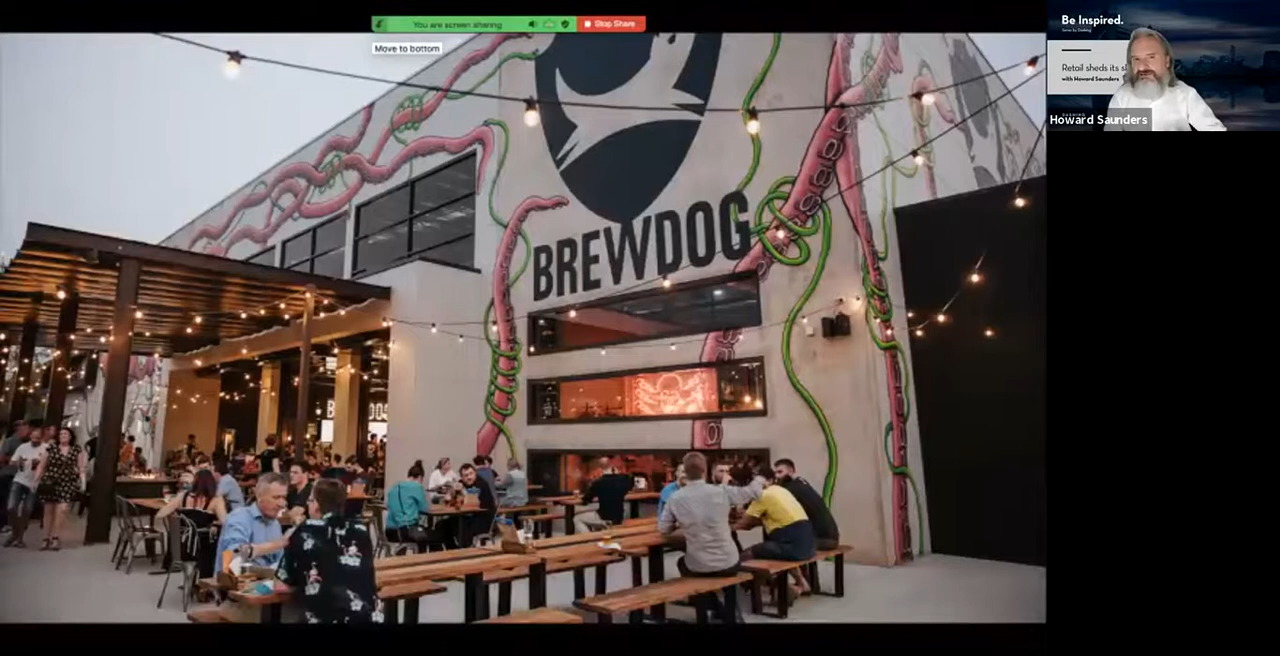 You are screen sharing
Stop Share
Move to bottom
BREWDOG
Be Inspired.
Retail sheds its
with Howard Saunders
Howard Saunders